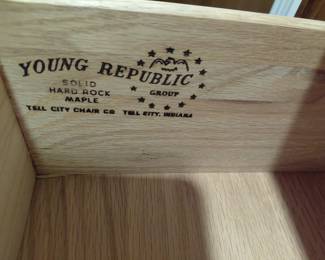 YOUNG REPUBLIC
SOLID
HARD ROCK
MAPLE
GROUP
TELL CITY CHAIR CO TELL CITY, INDIANA